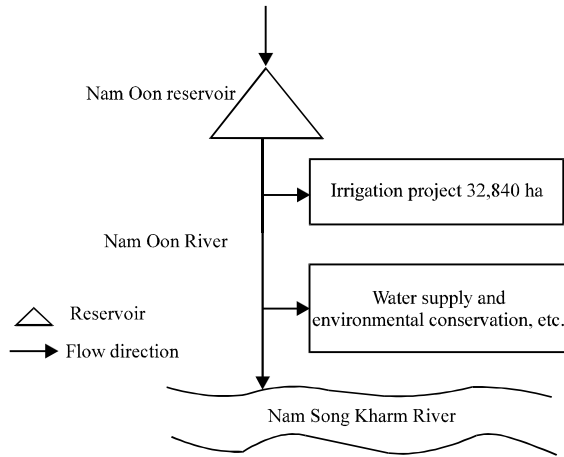 Nam Oon reservoir
Irrigation project 32,840 ha
Nam Oon River
Water supply and
environmental conservation, etc.
Reservoir
Flow direction
Nam Song Kharm River